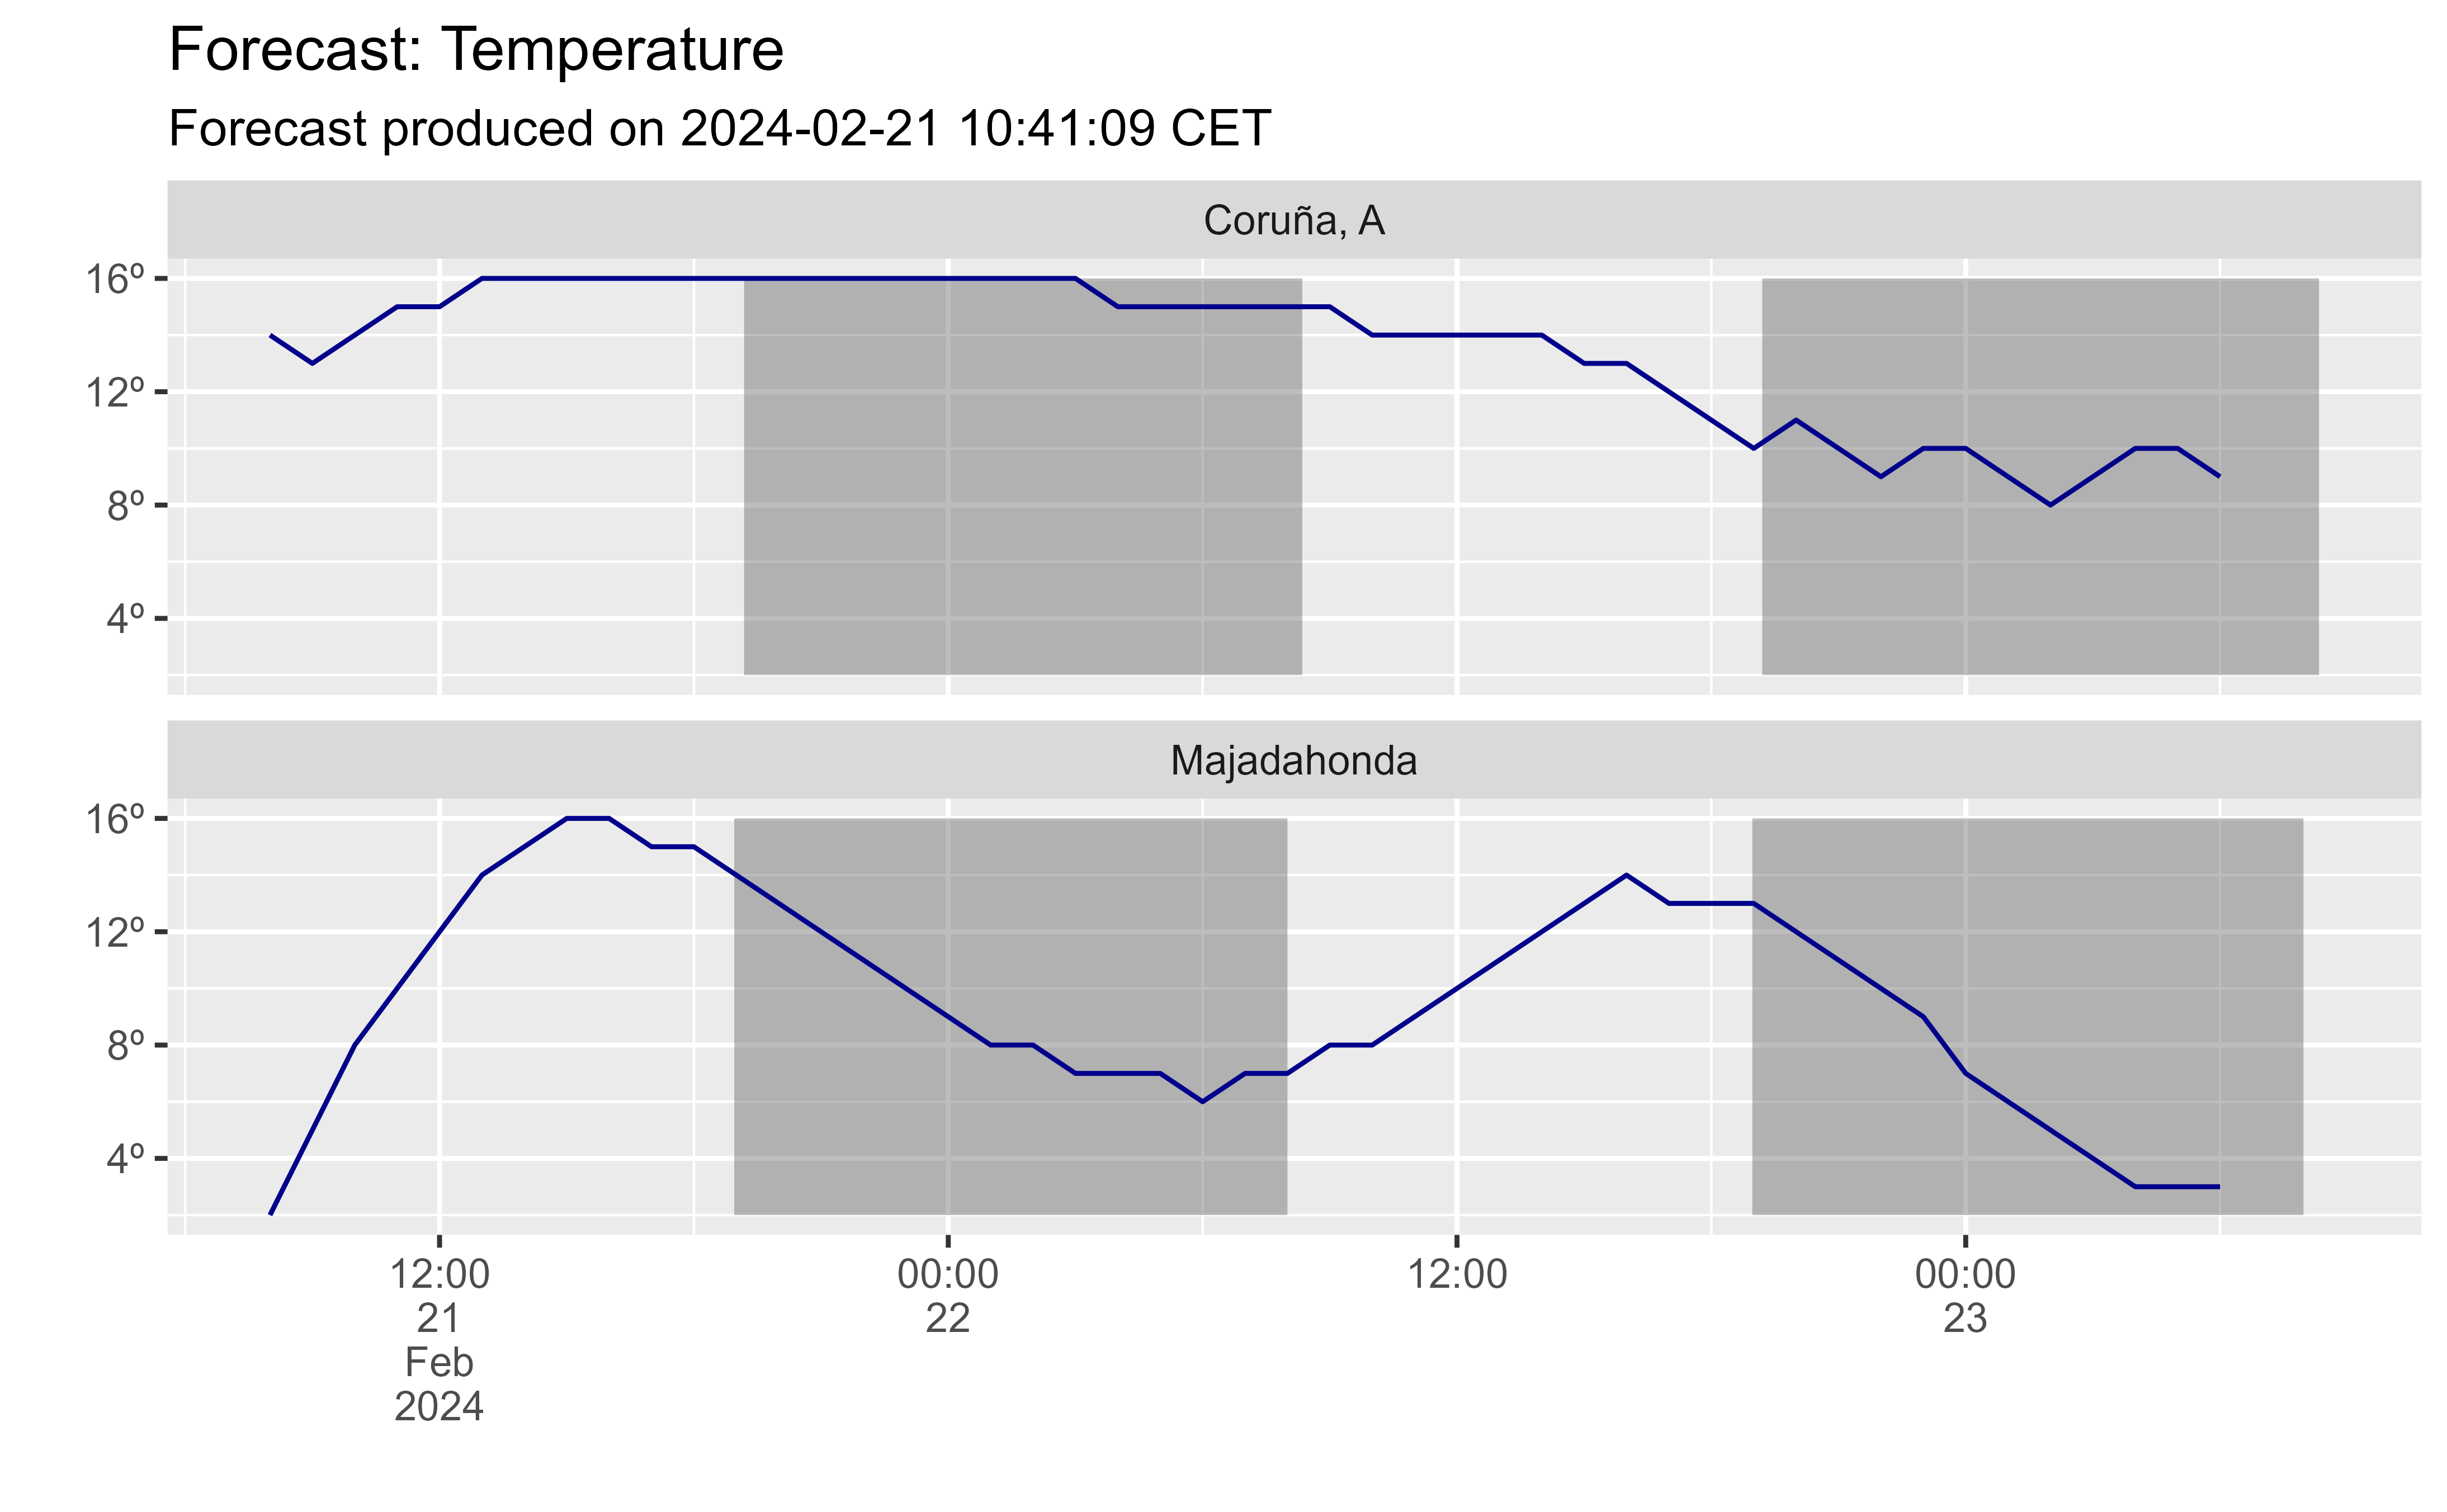 Forecast: Temperature
Forecast produced on 2024-02-21 10:41:09 CET
Coruña, A
16º
12º
8º
4º
Majadahonda
16º
12º
8º
4º
12:00 00:00 12:00 00:00
21 22 23
Feb
2024